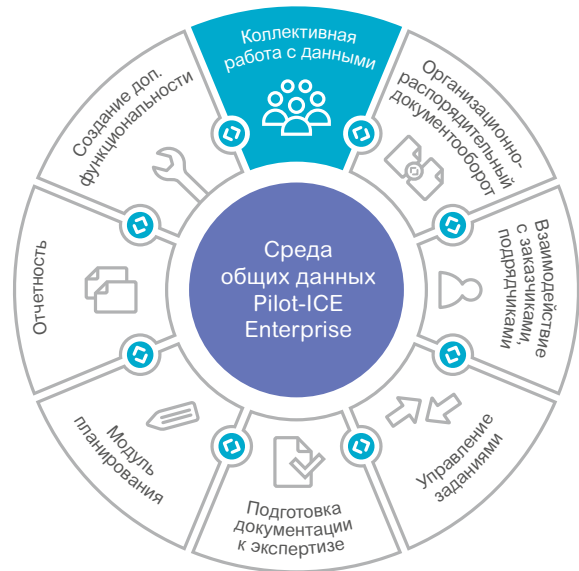 Коллективная
работа с данными
Организационно-
распорядительный
документооборот
Взаимодействие
с заказчиками,
подрядчиками
Управление
заданиями
Подготовка
документации
к экспертизе
Модуль
планирования
Отчетность
Создание доп.
функциональности
Среда
общих данных
Pilot-ICE
Enterprise